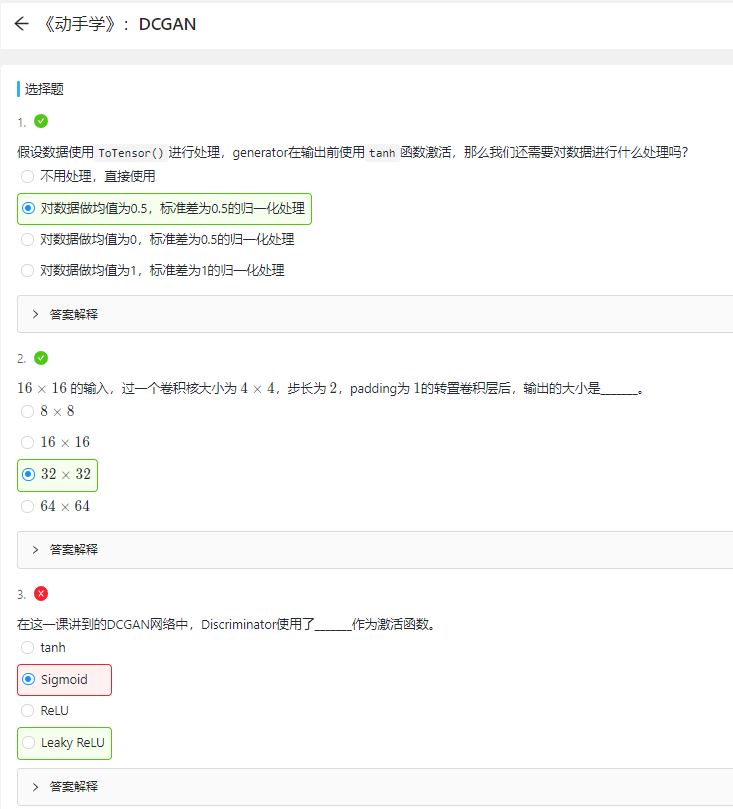 《动手学》：DCGAN
选择题
1.
假设数据使用 ToTensor() 进行处理，generator在输出前使用 tanh 函数激活，那么我们还需要对数据进行什么处理吗？
不用处理，直接使用
对数据做均值为0.5，标准差为0.5的归一化处理
对数据做均值为0，标准差为0.5的归一化处理
对数据做均值为1，标准差为1的归一化处理
答案解释
2.
16 × 16 的输入，过一个卷积核大小为 4 × 4，步长为 2，padding为 1的转置卷积层后，输出的大小是______。
8 × 8
16 × 16
32 × 32
64 × 64
答案解释
3.
在这一课讲到的DCGAN网络中，Discriminator使用了______作为激活函数。
tanh
Sigmoid
ReLU
Leaky ReLU
答案解释